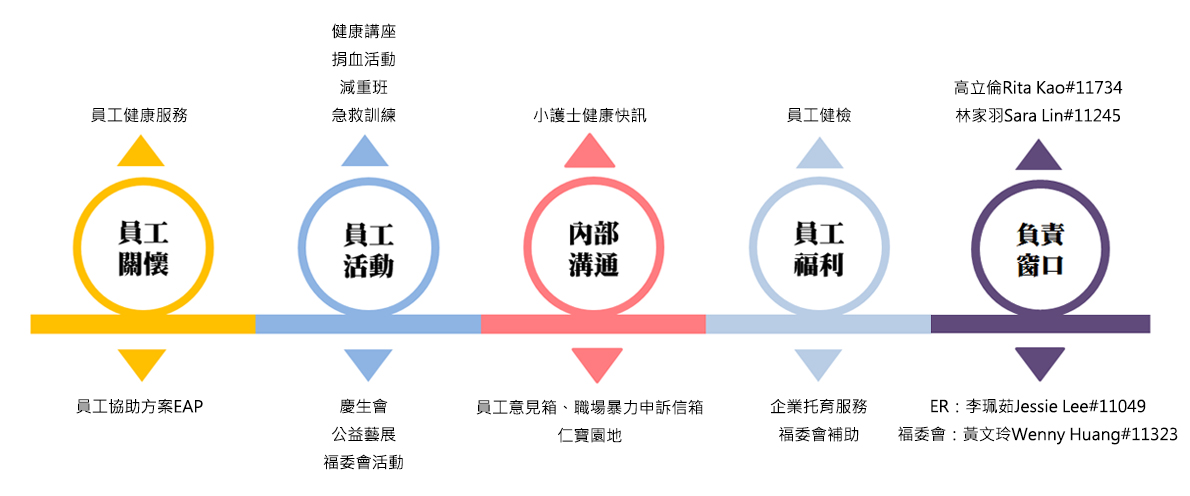 員工健康服務
員工
關懷
員工協助方案EAP
健康講座
捐血活動
減重班
急救訓練
員工
活動
慶生會
公益藝展
福委會活動
小護士健康快訊
內部
溝通
員工意見箱、職場暴力申訴信箱
仁寶園地
員工健檢
員工
福利
企業托育服務
福委會補助
高立倫Rita Kao#11734
林家羽Sara Lin#11245
負責
窗口
ER：李珮茹Jessie Lee#11049
福委會：黃文玲Wenny Huang#11323